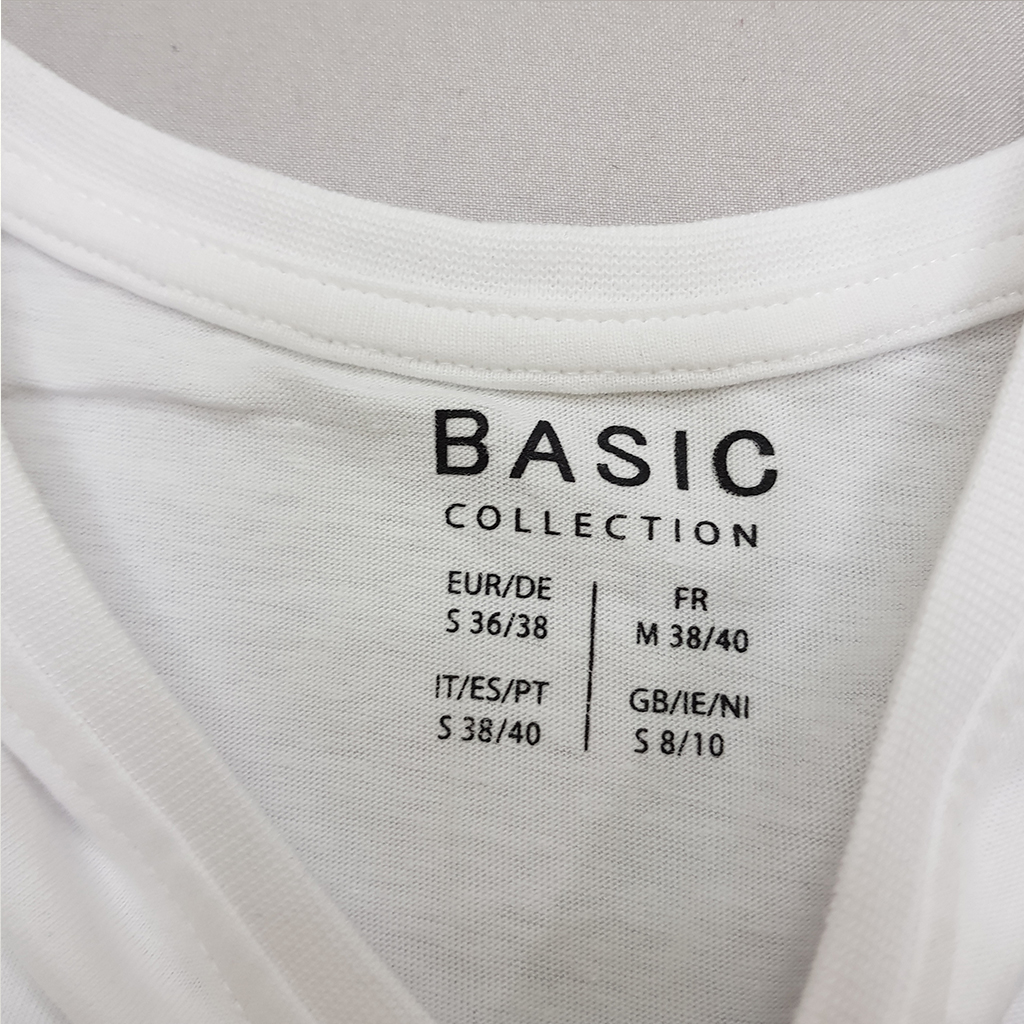 BASIC
COLLECTION
EUR/DE
S 36/38
FR
M 38/40
IT/ES/PT
S 38/40
GB/IE/NI
S 8/10